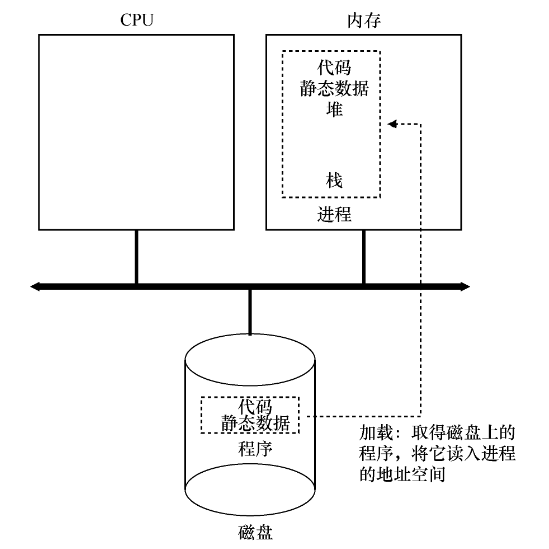 CPU
内存
代码
静态数据
堆
栈
进程
代码
静态数据
程序
加载：取得磁盘上的
程序，将它读入进程
的地址空间
磁盘